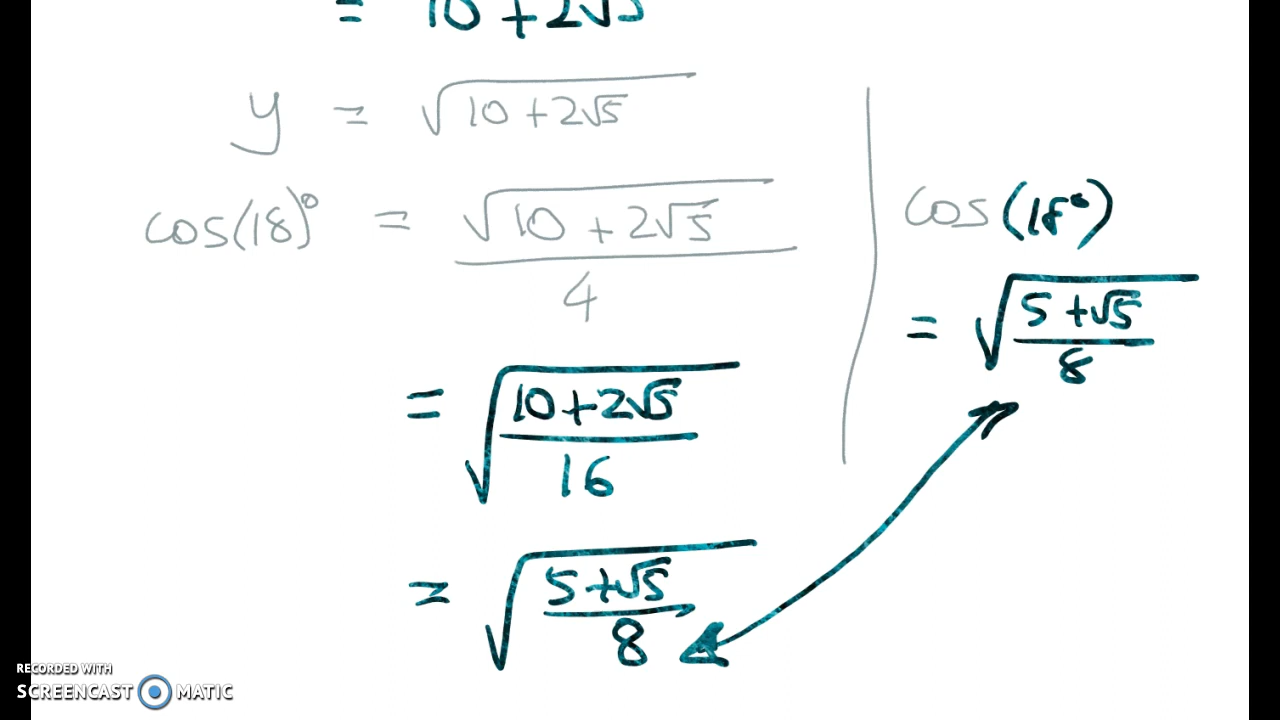 = 10 + 2√5
y = √(10 + 2√5)
cos(18)° = √(10 + 2√5) / 4
= √((10 + 2√5) / 16)
= √((5 + √5) / 8)
cos(18°)
= √((5 + √5) / 8)
RECORDED WITH
SCREENCAST MATIC